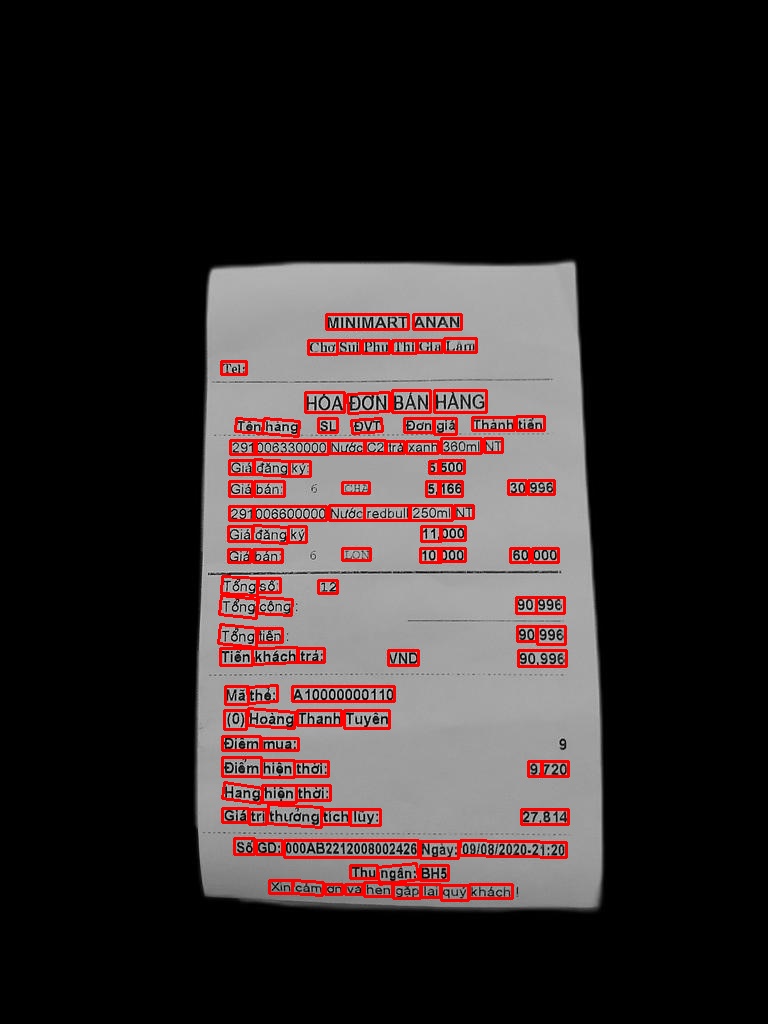 MINIMART ANAN
Chợ Sủi Phú Thị Gia Lâm
Tel:
HÓA ĐƠN BÁN HÀNG
Tên hàng SL ĐVT Đơn giá Thành tiền
291006330000 Nước C2 trà xanh 360ml NT
Giá đăng ký: 5,500
Giá bán: 6 CHA 5,166 30,996
291006600000 Nước redbull 250ml NT
Giá đăng ký 11,000
Giá bán: 6 LON 10,000 60,000
Tổng số: 12
Tổng cộng : 90,996
Tổng tiền : 90,996
Tiền khách trả: VND 90,996
Mã thẻ: A10000000110
(0) Hoàng Thanh Tuyên
Điểm mua: 9
Điểm hiện thời: 9,720
Hạng hiện thời:
Giá trị thưởng tích lũy: 27.814
Số GD: 000AB2212008002426 Ngày: 09/08/2020-21:20
Thu ngân: BH5
Xin cảm ơn và hẹn gặp lại quý khách !